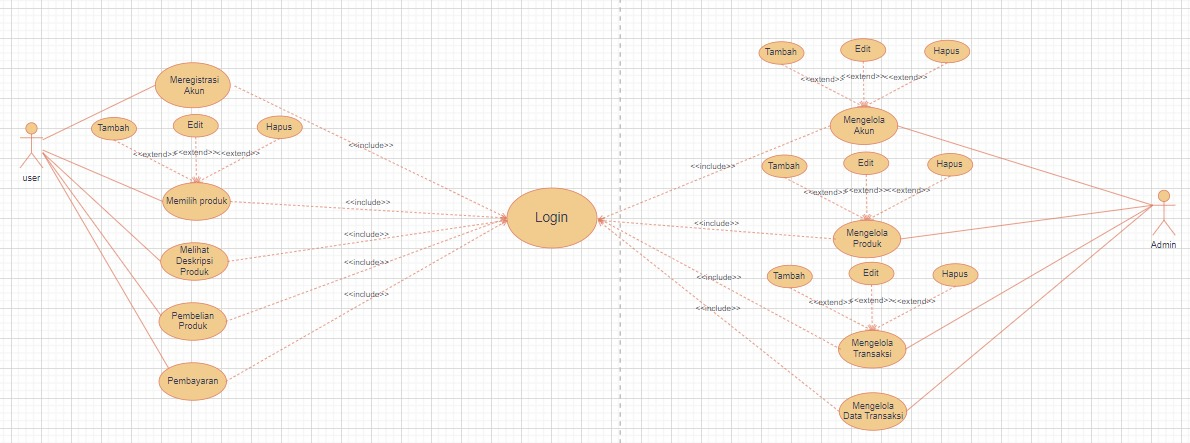 Meregistrasi
Akun
Tambah
Edit
Hapus
<<extend>>
<<extend>>
<<extend>>
user
Memilih produk
Melihat
Deskripsi
Produk
Pembelian
Produk
Pembayaran
<<include>>
<<include>>
<<include>>
<<include>>
<<include>>
Login
Tambah
Edit
Hapus
<<extend>>
<<extend>>
<<extend>>
Mengelola
Akun
<<include>>
Tambah
Edit
Hapus
<<extend>>
<<extend>>
<<extend>>
Mengelola
Produk
<<include>>
Tambah
Edit
Hapus
<<extend>>
<<extend>>
<<extend>>
Mengelola
Transaksi
<<include>>
<<include>>
Mengelola
Data Transaksi
Admin